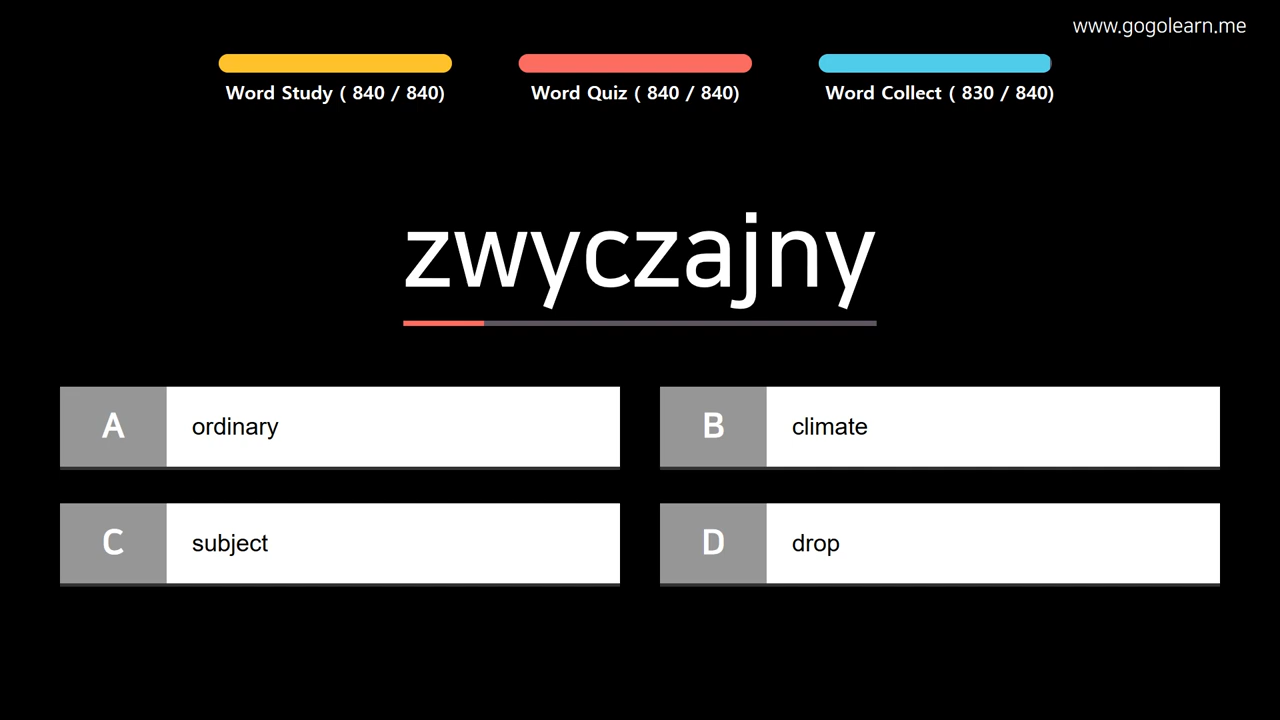 www.gogolearn.me
Word Study ( 840 / 840)
Word Quiz ( 840 / 840)
Word Collect ( 830 / 840)
zwyczajny
A ordinary
B climate
C subject
D drop